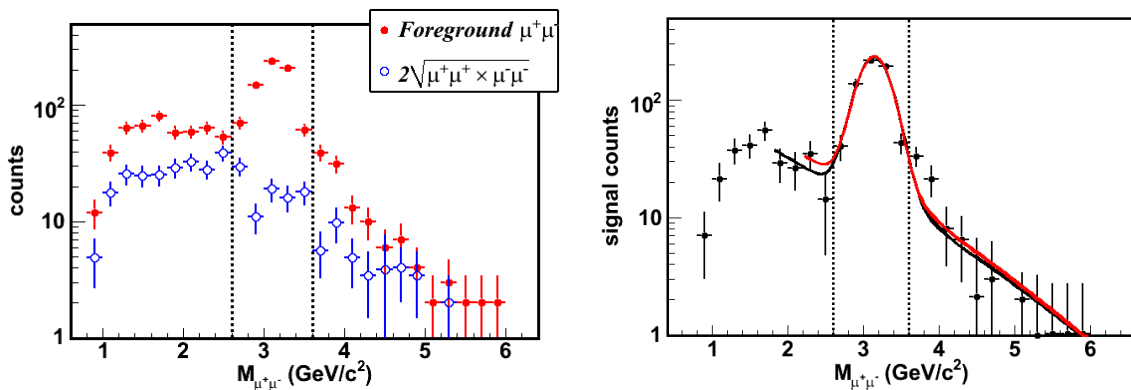 Foreground μ⁺μ⁻
2√μ⁺μ⁺ × μ⁻μ⁻
counts
10²
10
1
1 2 3 4 5 6
M_μ⁺μ⁻ (GeV/c²)
signal counts
10²
10
1
1 2 3 4 5 6
M_μ⁺μ⁻ (GeV/c²)